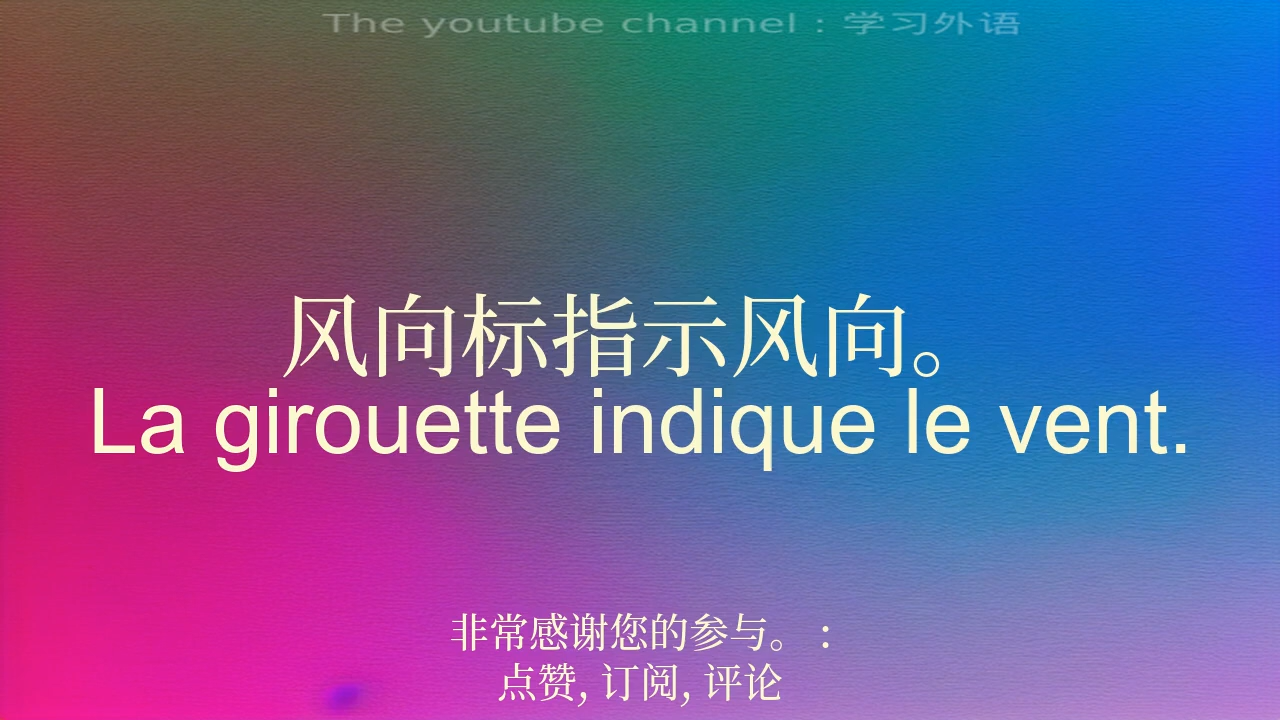 The youtube channel : 学习外语
风向标指示风向。
La girouette indique le vent.
非常感谢您的参与。 :
点赞, 订阅, 评论